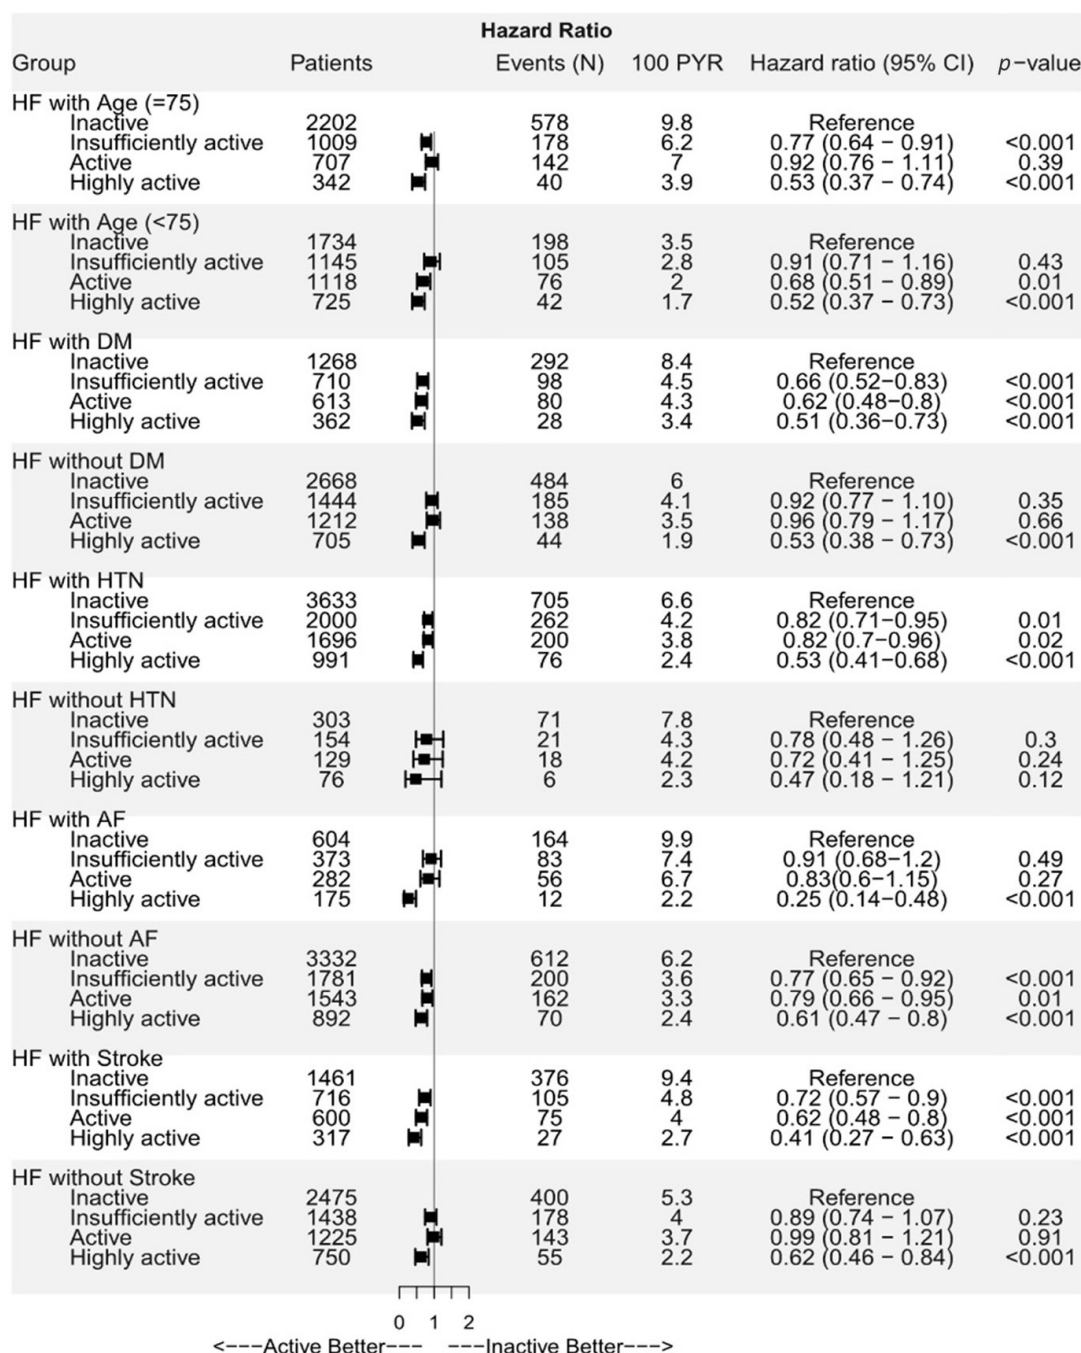 Hazard Ratio
Group Patients Events (N) 100 PYR Hazard ratio (95% CI) p−value
HF with Age (=75)
Inactive 2202 578 9.8 Reference
Insufficiently active 1009 178 6.2 0.77 (0.64 − 0.91) <0.001
Active 707 142 7 0.92 (0.76 − 1.11) 0.39
Highly active 342 40 3.9 0.53 (0.37 − 0.74) <0.001
HF with Age (<75)
Inactive 1734 198 3.5 Reference
Insufficiently active 1145 105 2.8 0.91 (0.71 − 1.16) 0.43
Active 1118 76 2 0.68 (0.51 − 0.89) 0.01
Highly active 725 42 1.7 0.52 (0.37 − 0.73) <0.001
HF with DM
Inactive 1268 292 8.4 Reference
Insufficiently active 710 98 4.5 0.66 (0.52−0.83) <0.001
Active 613 80 4.3 0.62 (0.48−0.8) <0.001
Highly active 362 28 3.4 0.51 (0.36−0.73) <0.001
HF without DM
Inactive 2668 484 6 Reference
Insufficiently active 1444 185 4.1 0.92 (0.77 − 1.10) 0.35
Active 1212 138 3.5 0.96 (0.79 − 1.17) 0.66
Highly active 705 44 1.9 0.53 (0.38 − 0.73) <0.001
HF with HTN
Inactive 3633 705 6.6 Reference
Insufficiently active 2000 262 4.2 0.82 (0.71−0.95) 0.01
Active 1696 200 3.8 0.82 (0.7−0.96) 0.02
Highly active 991 76 2.4 0.53 (0.41−0.68) <0.001
HF without HTN
Inactive 303 71 7.8 Reference
Insufficiently active 154 21 4.3 0.78 (0.48 − 1.26) 0.3
Active 129 18 4.2 0.72 (0.41 − 1.25) 0.24
Highly active 76 6 2.3 0.47 (0.18 − 1.21) 0.12
HF with AF
Inactive 604 164 9.9 Reference
Insufficiently active 373 83 7.4 0.91 (0.68−1.2) 0.49
Active 282 56 6.7 0.83(0.6−1.15) 0.27
Highly active 175 12 2.2 0.25 (0.14−0.48) <0.001
HF without AF
Inactive 3332 612 6.2 Reference
Insufficiently active 1781 200 3.6 0.77 (0.65 − 0.92) <0.001
Active 1543 162 3.3 0.79 (0.66 − 0.95) 0.01
Highly active 892 70 2.4 0.61 (0.47 − 0.8) <0.001
HF with Stroke
Inactive 1461 376 9.4 Reference
Insufficiently active 716 105 4.8 0.72 (0.57 − 0.9) <0.001
Active 600 75 4 0.62 (0.48 − 0.8) <0.001
Highly active 317 27 2.7 0.41 (0.27 − 0.63) <0.001
HF without Stroke
Inactive 2475 400 5.3 Reference
Insufficiently active 1438 178 4 0.89 (0.74 − 1.07) 0.23
Active 1225 143 3.7 0.99 (0.81 − 1.21) 0.91
Highly active 750 55 2.2 0.62 (0.46 − 0.84) <0.001
0 1 2
<−−−Active Better−−− −−−Inactive Better−−−>